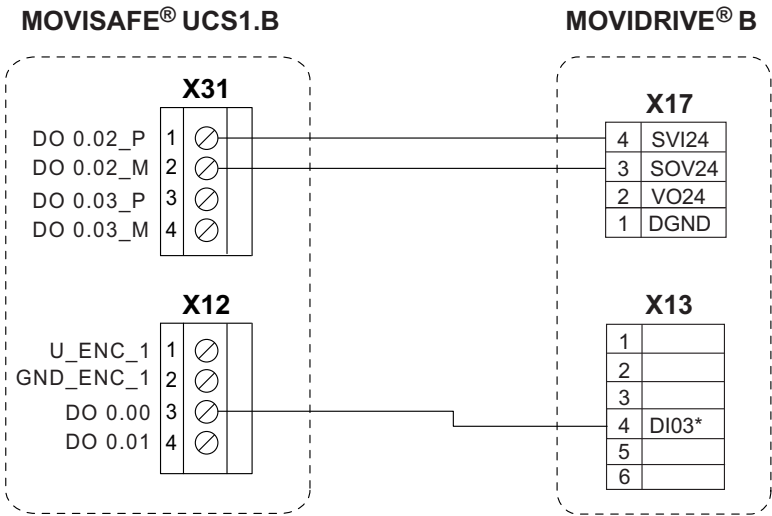 MOVISAFE® UCS1.B
MOVIDRIVE® B
X31
DO 0.02_P 1
DO 0.02_M 2
DO 0.03_P 3
DO 0.03_M 4
X17
4 SVI24
3 SOV24
2 VO24
1 DGND
X12
U_ENC_1 1
GND_ENC_1 2
DO 0.00 3
DO 0.01 4
X13
1
2
3
4 DI03*
5
6